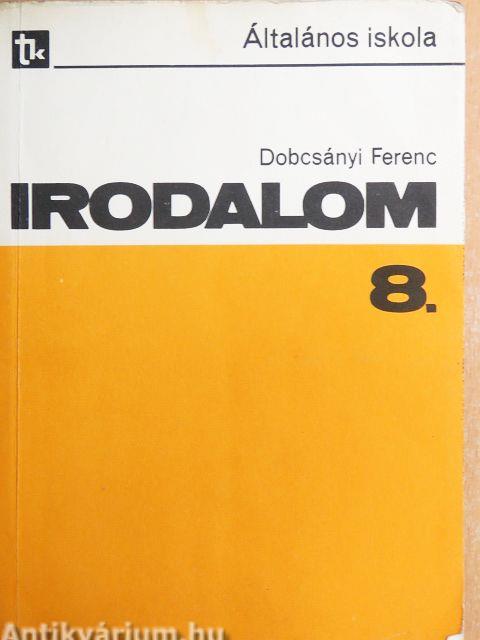 tk
Általános iskola
Dobcsányi Ferenc
IRODALOM
8.
Antikvárium.hu